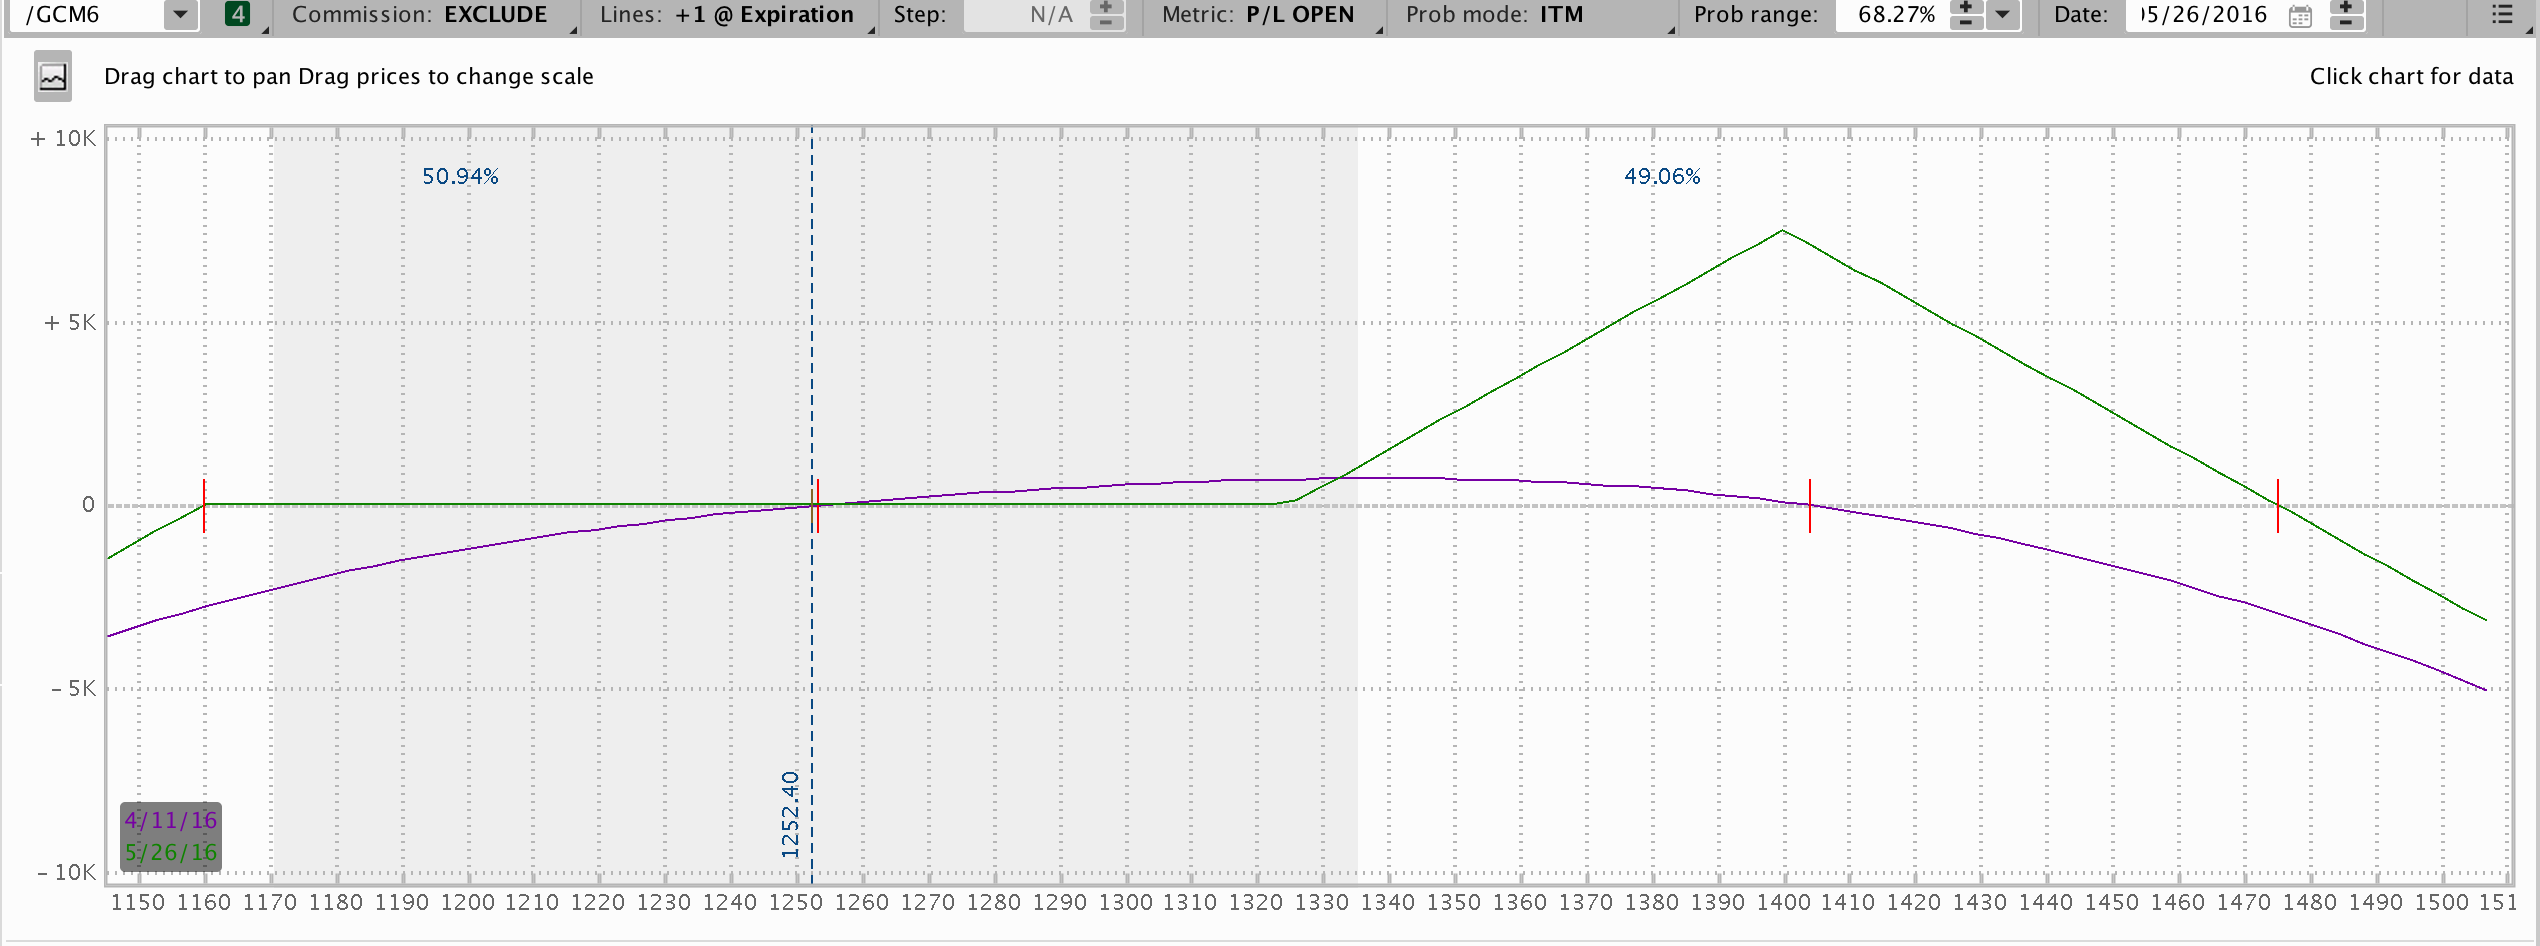 /GCM6 4 Commission: EXCLUDE Lines: +1 @ Expiration Step: N/A Metric: P/L OPEN Prob mode: ITM Prob range: 68.27% Date: 05/26/2016
Drag chart to pan Drag prices to change scale Click chart for data
+ 10K
50.94% 49.06%
+ 5K
0
- 5K
1252.40
4/11/16
5/26/16
- 10K
1150 1160 1170 1180 1190 1200 1210 1220 1230 1240 1250 1260 1270 1280 1290 1300 1310 1320 1330 1340 1350 1360 1370 1380 1390 1400 1410 1420 1430 1440 1450 1460 1470 1480 1490 1500 151